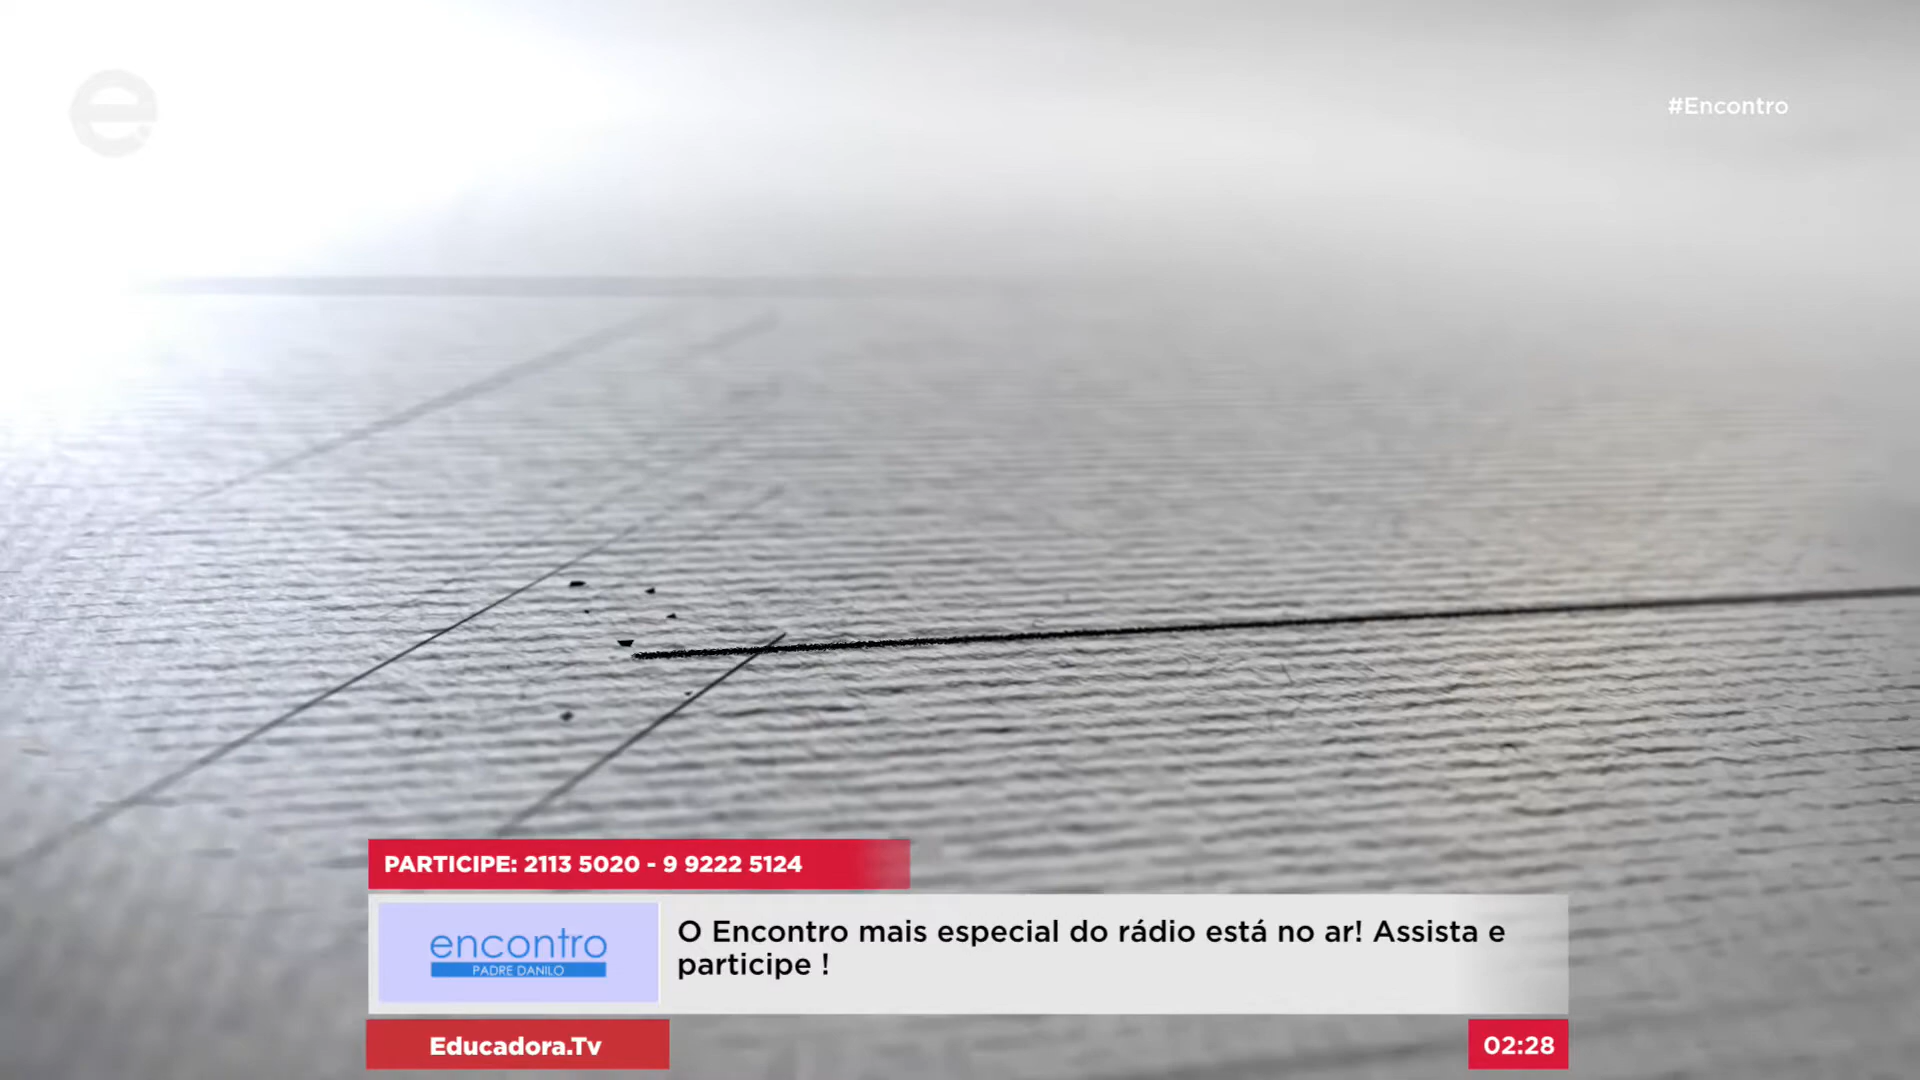 #Encontro
PARTICIPE: 2113 5020 - 9 9222 5124
encontro
PADRE DANILO
O Encontro mais especial do rádio está no ar! Assista e
participe !
Educadora.Tv
02:28